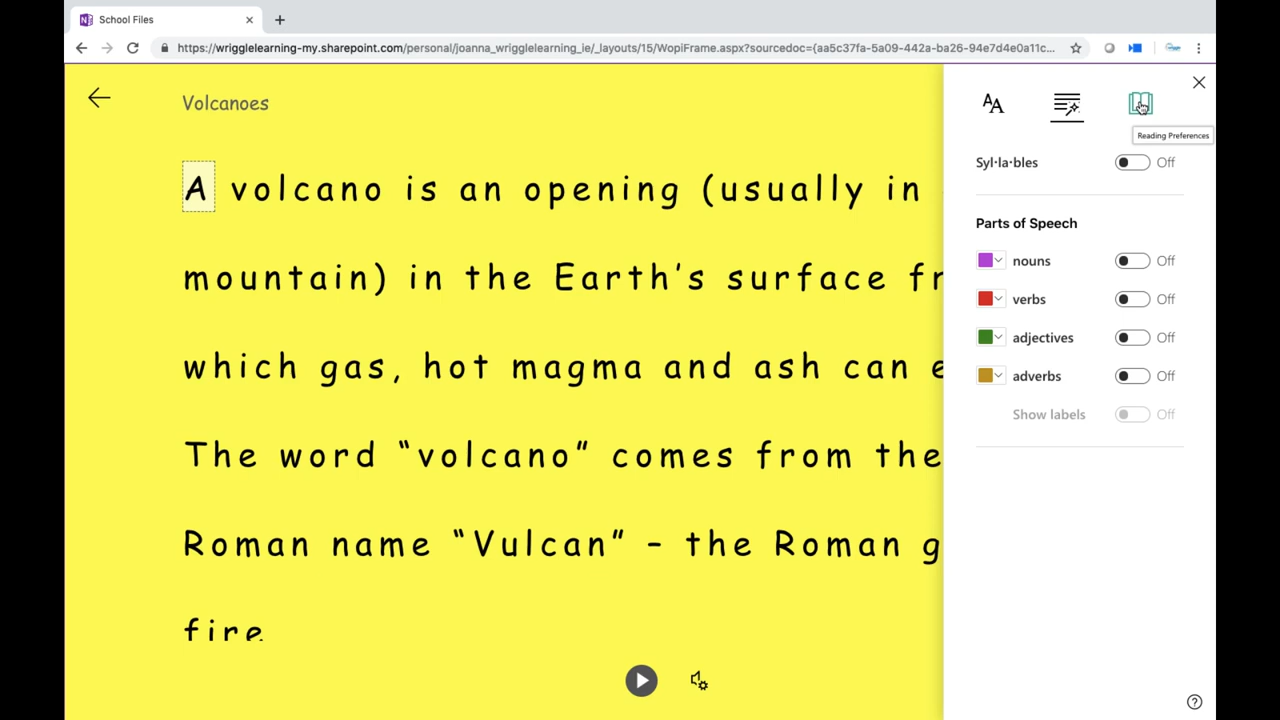 School Files
https://wrigglelearning-my.sharepoint.com/personal/joanna_wrigglelearning_ie/_layouts/15/WopiFrame.aspx?sourcedoc={aa5c37fa-5a09-442a-ba26-94e7d4e0a11c...
Volcanoes
A volcano is an opening (usually in
mountain) in the Earth's surface fr
which gas, hot magma and ash can e
The word “volcano” comes from the
Roman name “Vulcan” – the Roman g
fire
Reading Preferences
Syl·la·bles Off
Parts of Speech
nouns Off
verbs Off
adjectives Off
adverbs Off
Show labels Off